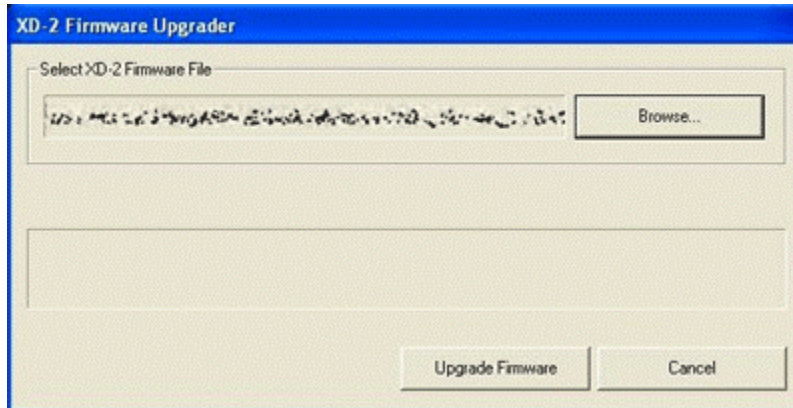 XD-2 Firmware Upgrader
Select XD-2 Firmware File
Browse...
Upgrade Firmware
Cancel